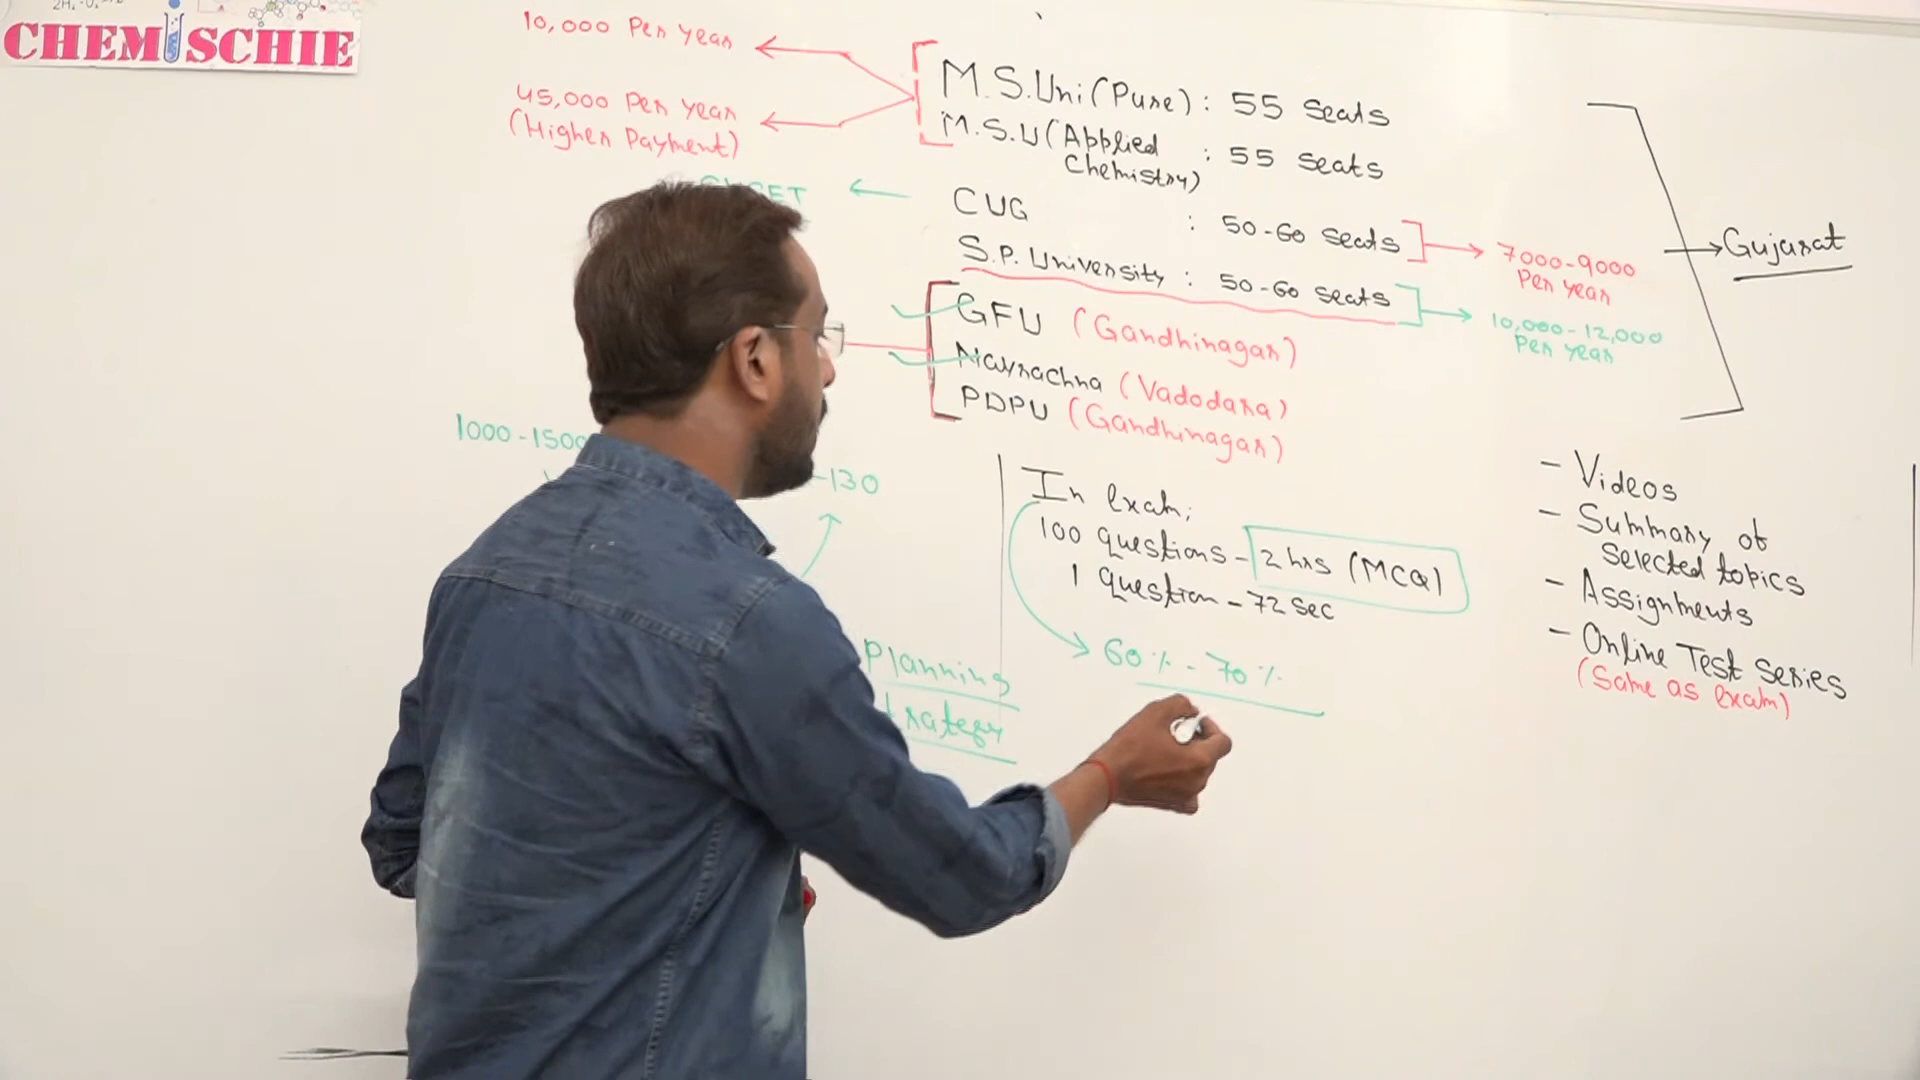 CHEMISCHIE
10,000 Per year
45,000 Per year
(Higher Payment)
M.S.Uni (Pure) : 55 Seats
M.S.U (Applied Chemistry) : 55 Seats
CUG : 50-60 Seats
7000-9000
Per year
S.P. University : 50-60 Seats
10,000-12,000
Per year
Gujarat
GFU (Gandhinagar)
Navrachna (Vadodara)
PDPU (Gandhinagar)
1000-1500
-130
Planning
In exam;
100 questions - 2 hrs (MCQ)
1 question - 72 sec
60% - 70%
- Videos
- Summary of
selected topics
- Assignments
- Online Test Series
(Same as exam)